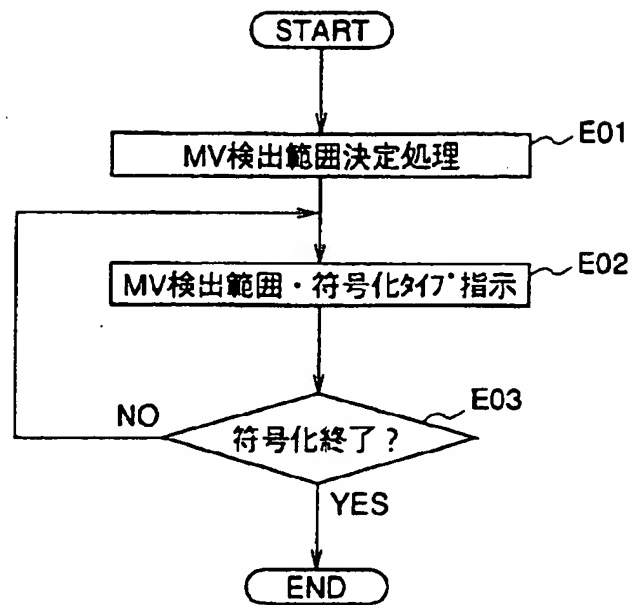 START
MV検出範囲決定処理
E01
MV検出範囲・符号化ﾀｲﾌﾟ指示
E02
符号化終了？
E03
NO
YES
END